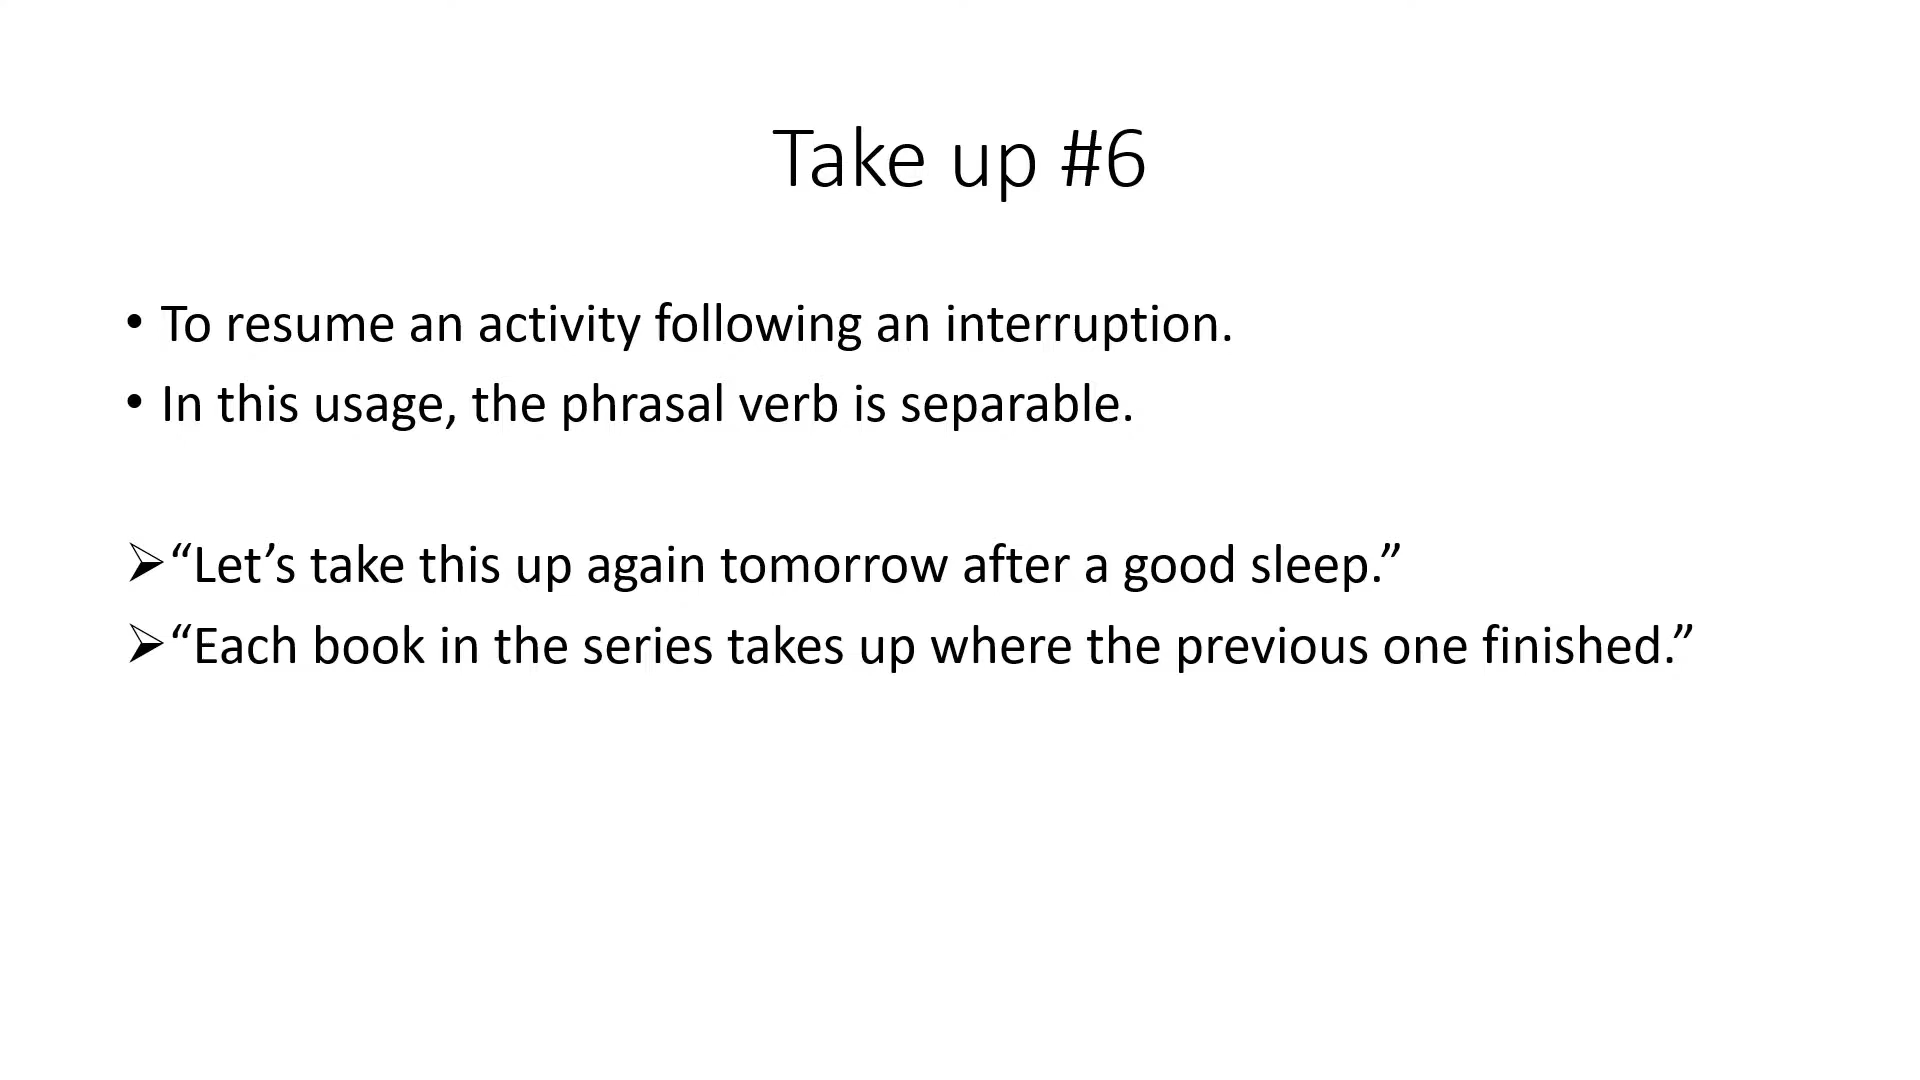 Take up #6
• To resume an activity following an interruption.
• In this usage, the phrasal verb is separable.
➢“Let’s take this up again tomorrow after a good sleep.”
➢“Each book in the series takes up where the previous one finished.”